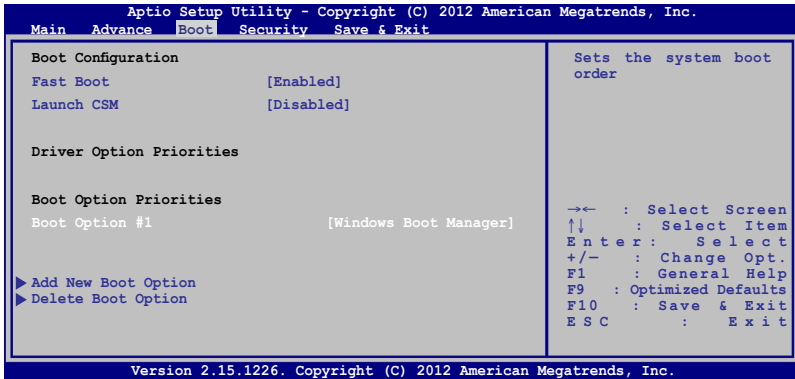 Aptio Setup Utility - Copyright (C) 2012 American Megatrends, Inc.
Main Advance Boot Security Save & Exit
Boot Configuration
Fast Boot [Enabled]
Launch CSM [Disabled]
Driver Option Priorities
Boot Option Priorities
Boot Option #1 [Windows Boot Manager]
Add New Boot Option
Delete Boot Option
Sets the system boot
order
→← : Select Screen
↑↓ : Select Item
Enter: Select
+/— : Change Opt.
F1 : General Help
F9 : Optimized Defaults
F10 : Save & Exit
ESC : Exit
Version 2.15.1226. Copyright (C) 2012 American Megatrends, Inc.